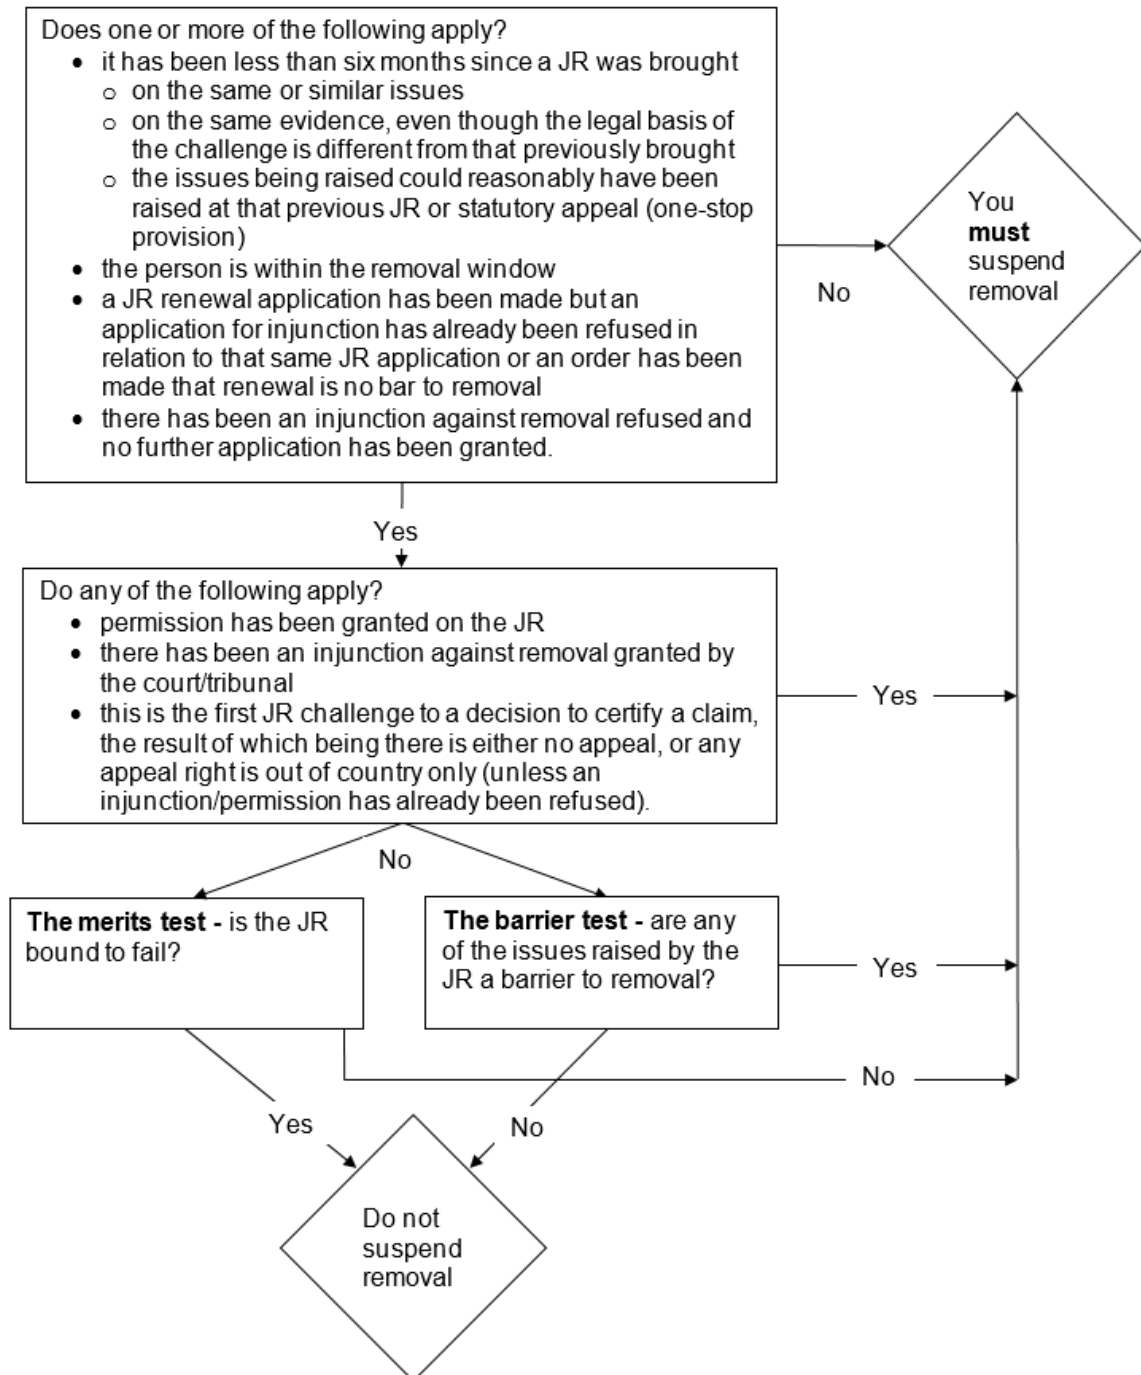 Does one or more of the following apply?
• it has been less than six months since a JR was brought
o on the same or similar issues
o on the same evidence, even though the legal basis of
the challenge is different from that previously brought
o the issues being raised could reasonably have been
raised at that previous JR or statutory appeal (one-stop
provision)
• the person is within the removal window
• a JR renewal application has been made but an
application for injunction has already been refused in
relation to that same JR application or an order has been
made that renewal is no bar to removal
• there has been an injunction against removal refused and
no further application has been granted.
No
You
must
suspend
removal
Yes
Do any of the following apply?
• permission has been granted on the JR
• there has been an injunction against removal granted by
the court/tribunal
• this is the first JR challenge to a decision to certify a claim,
the result of which being there is either no appeal, or any
appeal right is out of country only (unless an
injunction/permission has already been refused).
Yes
No
The merits test - is the JR
bound to fail?
The barrier test - are any
of the issues raised by the
JR a barrier to removal?
Yes
No
Yes
No
Do not
suspend
removal